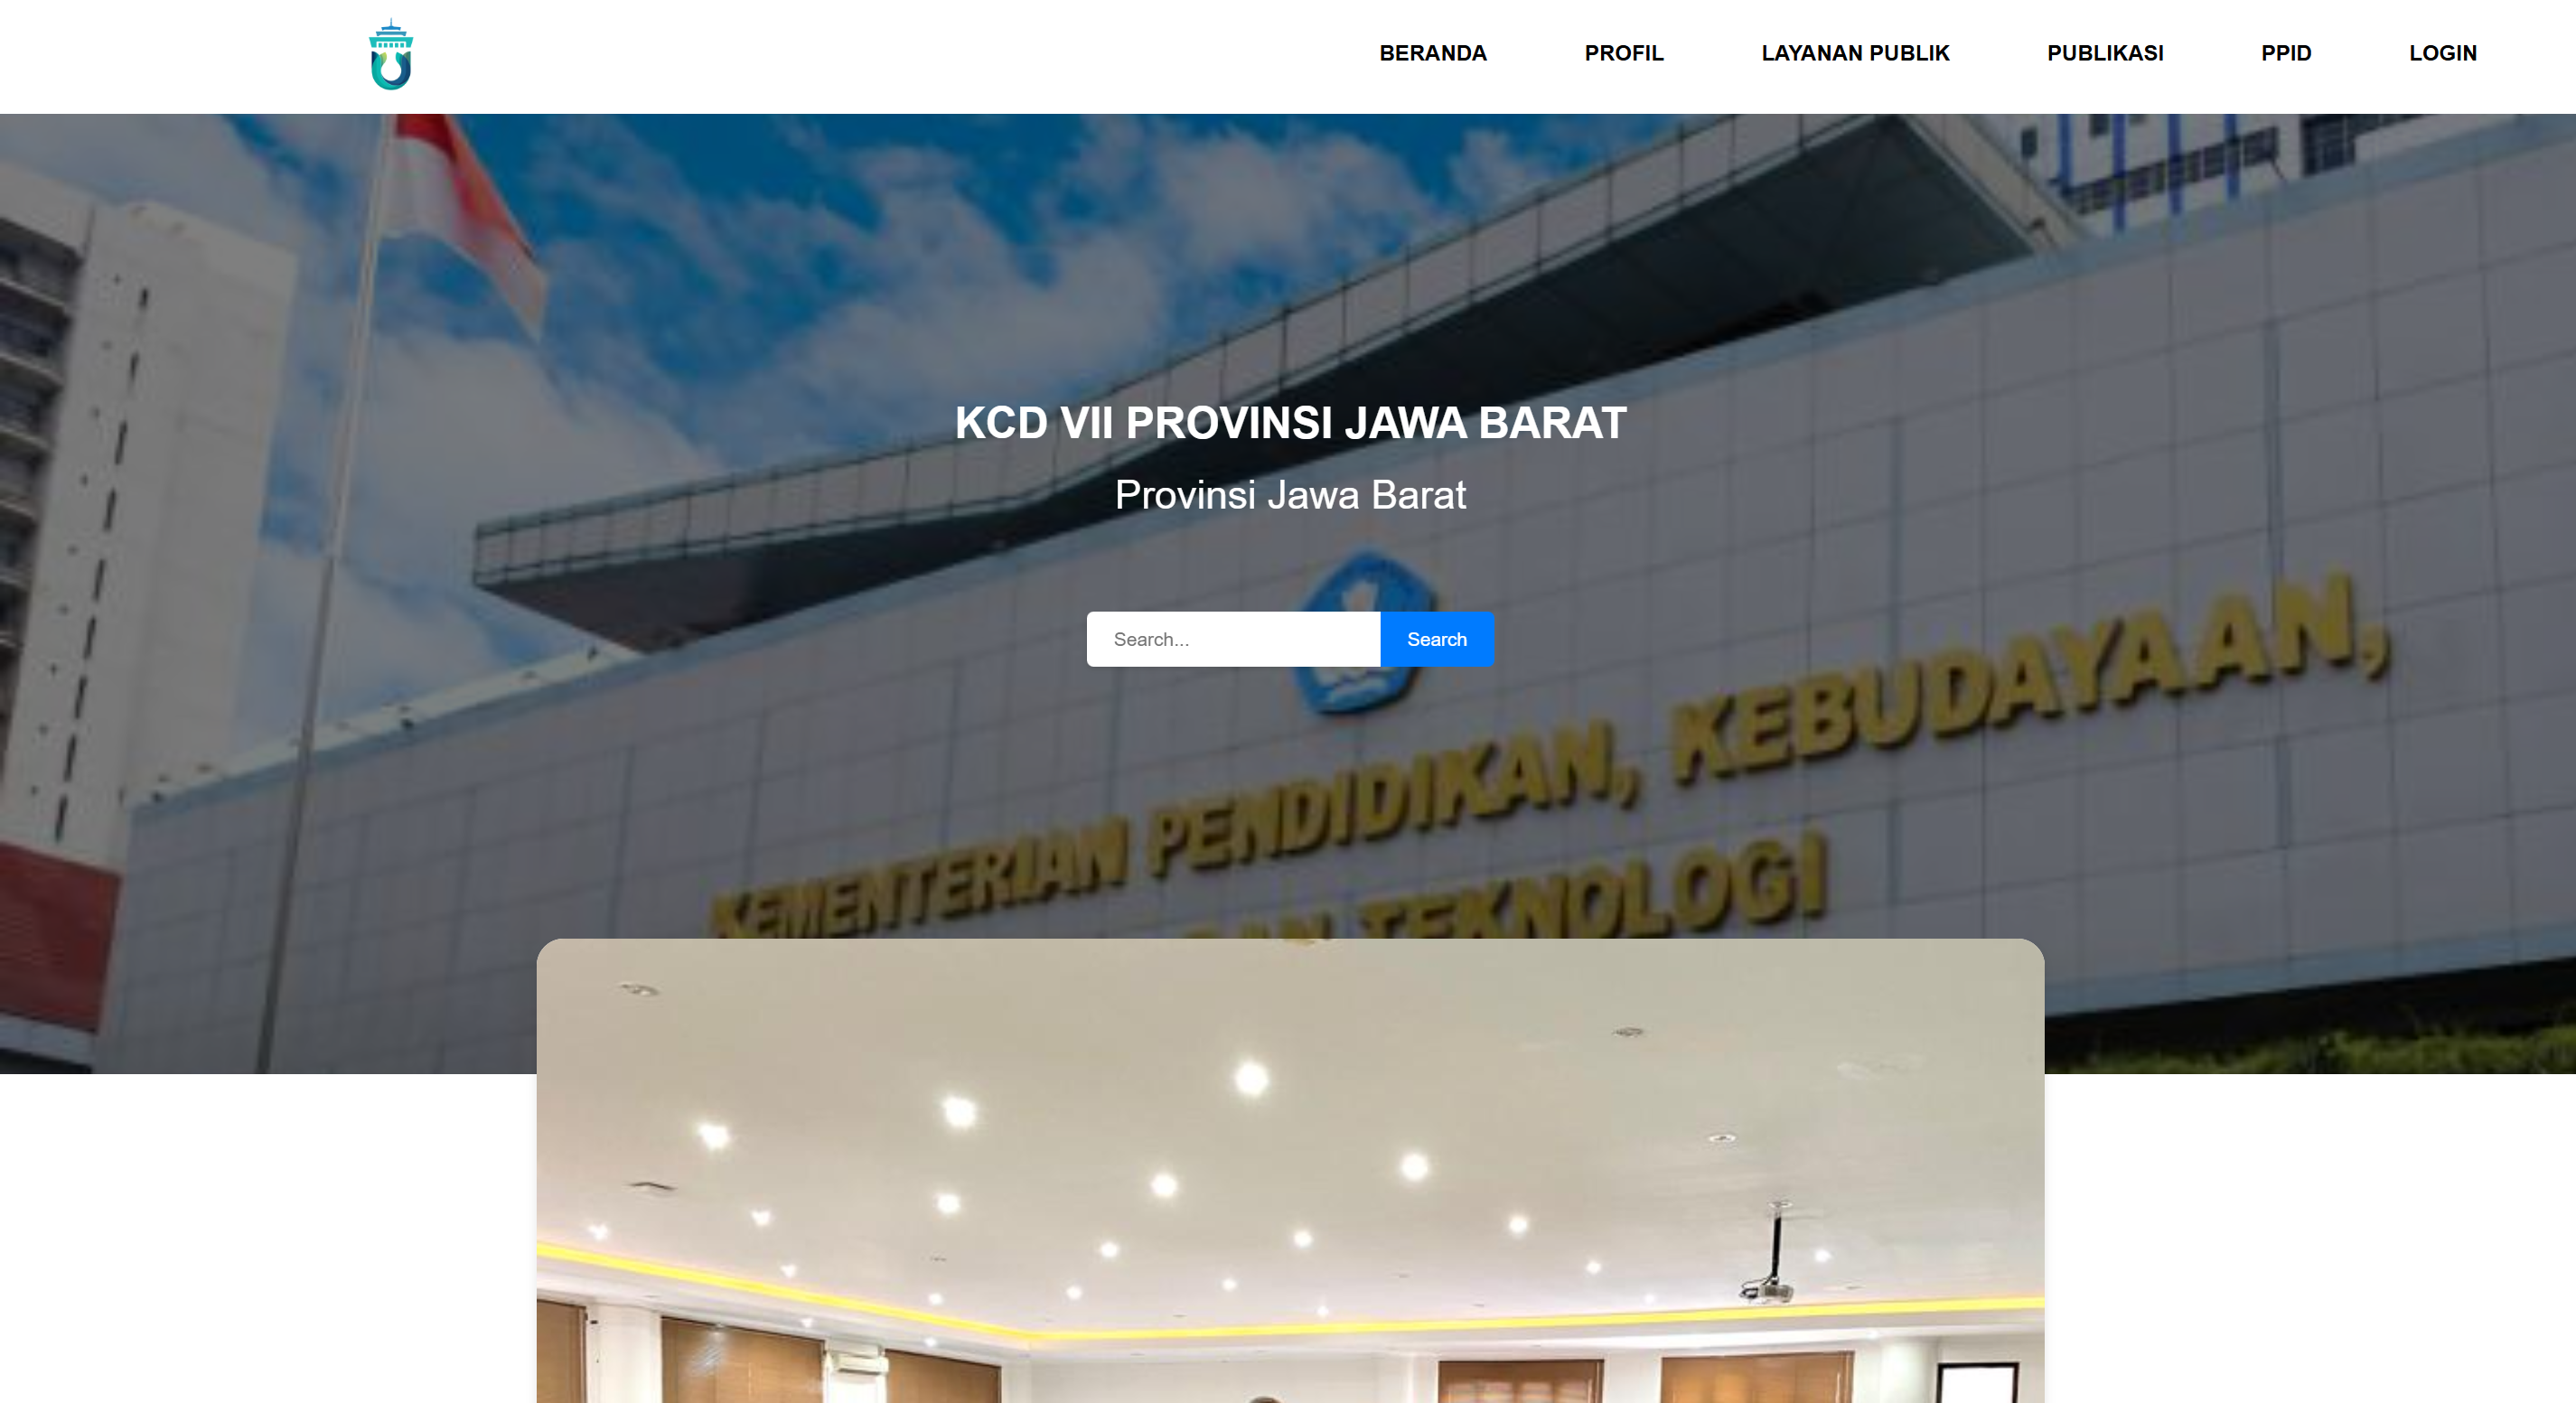 BERANDA PROFIL LAYANAN PUBLIK PUBLIKASI PPID LOGIN
KCD VII PROVINSI JAWA BARAT
Provinsi Jawa Barat
Search... Search
KEMENTERIAN PENDIDIKAN, KEBUDAYAAN,
TEKNOLOGI